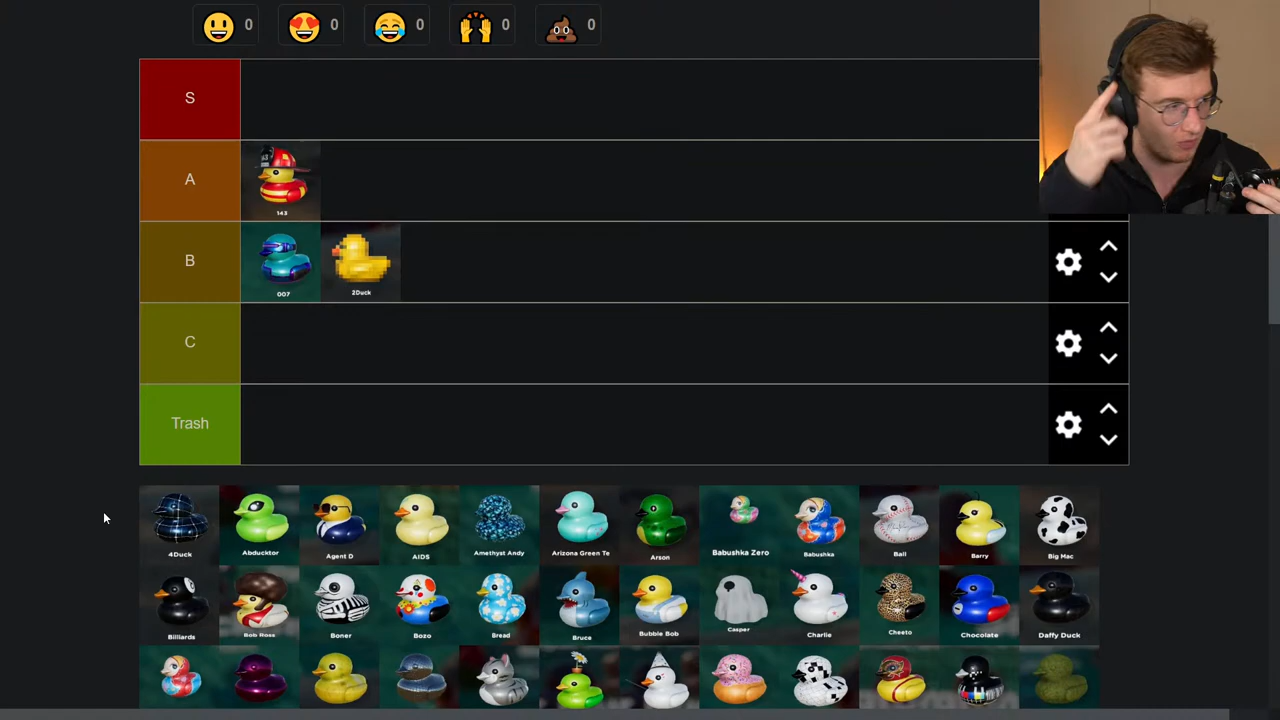 0 0 0 0 0
S
A
143
B
007 2Duck
C
Trash
4Duck Abducktor Agent D AIDS Amethyst Andy Arizona Green Te Arson Babushka Zero Babushka Ball Barry Big Mac
Billiards Bob Ross Boner Bozo Bread Bruce Bubble Bob Casper Charlie Cheeto Chocolate Daffy Duck